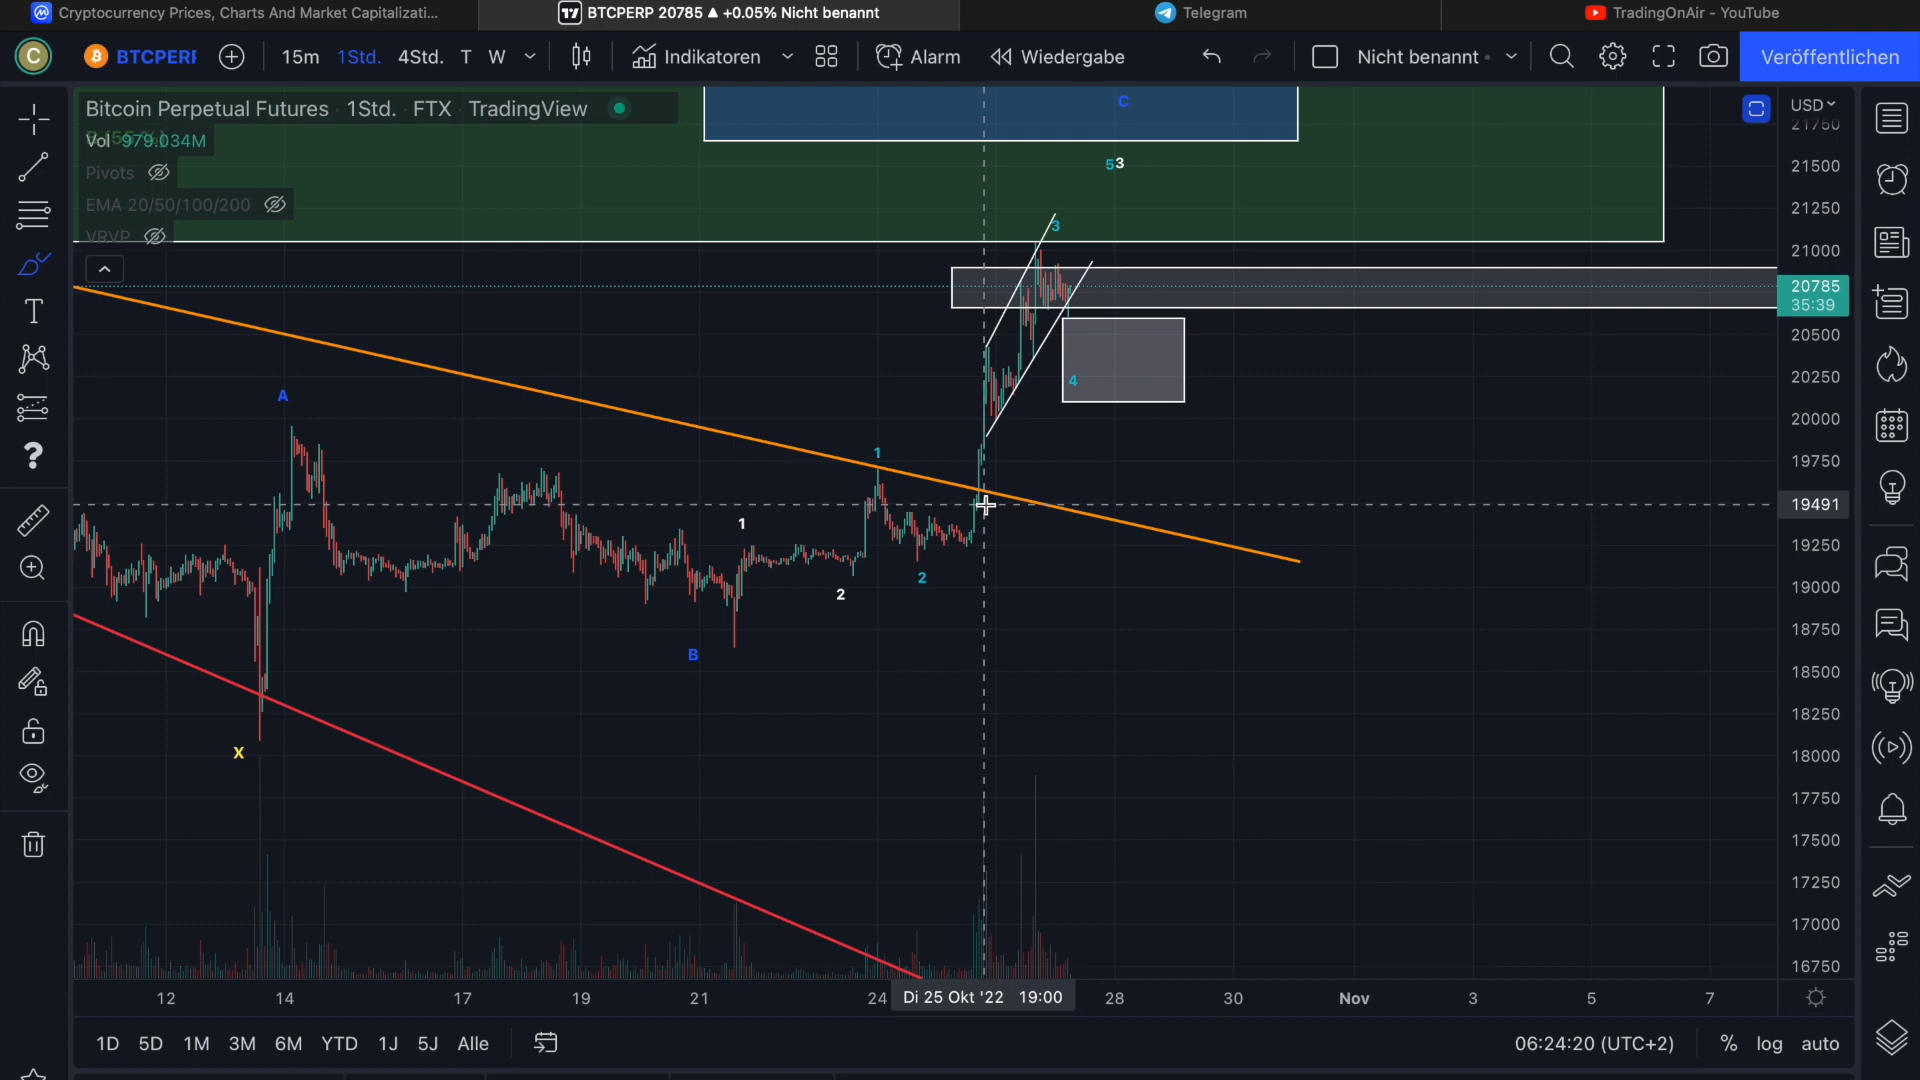 Cryptocurrency Prices, Charts And Market Capitalizati...
BTCPERP 20785 ▲ +0.05% Nicht benannt
Telegram
TradingOnAir - YouTube
C
BTCPERP
15m
1Std.
4Std.
T
W
Indikatoren
Alarm
Wiedergabe
Nicht benannt
Veröffentlichen
Bitcoin Perpetual Futures · 1Std. · FTX · TradingView
Vol 979.034M
Pivots
EMA 20/50/100/200
VRVP
USD
21750
21500
21250
21000
20785
35:39
20500
20250
20000
19750
19491
19250
19000
18750
18500
18250
18000
17750
17500
17250
17000
16750
C
53
3
4
A
1
1
2
2
B
X
12
14
17
19
21
24
Di 25 Okt '22 19:00
28
30
Nov
3
5
7
1D
5D
1M
3M
6M
YTD
1J
5J
Alle
06:24:20 (UTC+2)
%
log
auto